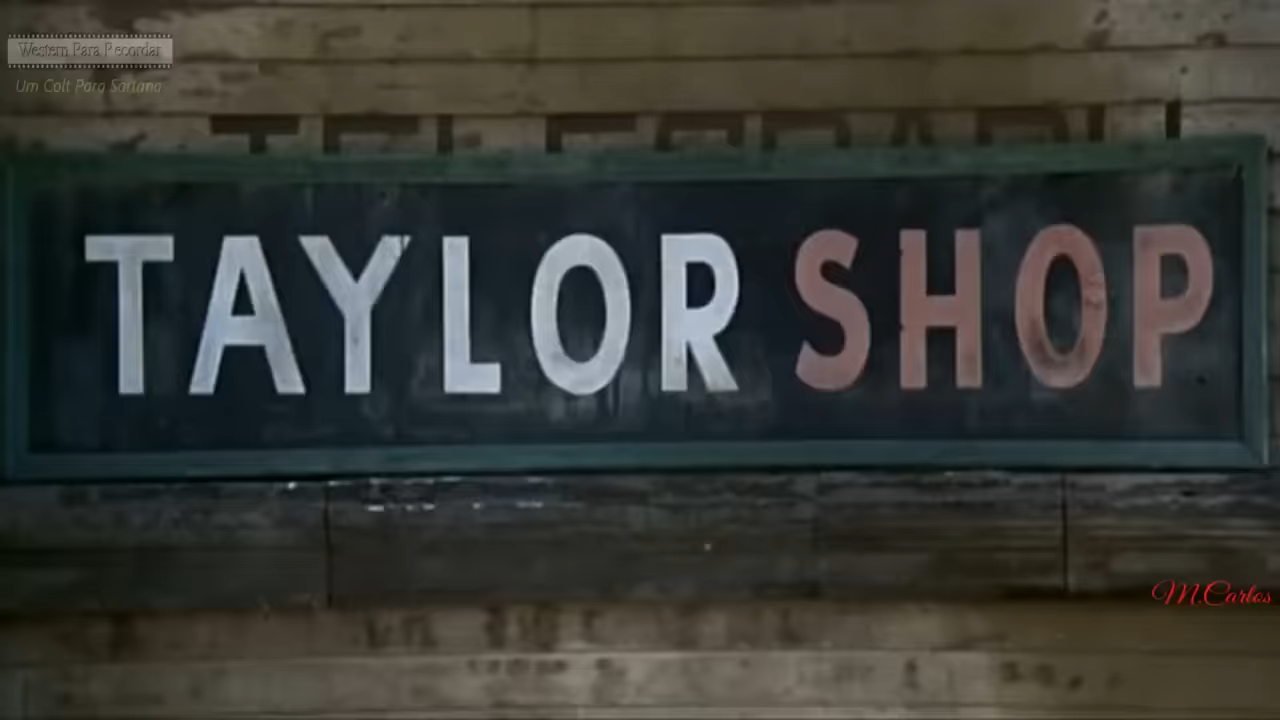 Western Para Recordar
Um Colt Para Sartana
TAYLOR SHOP
M.Carlos